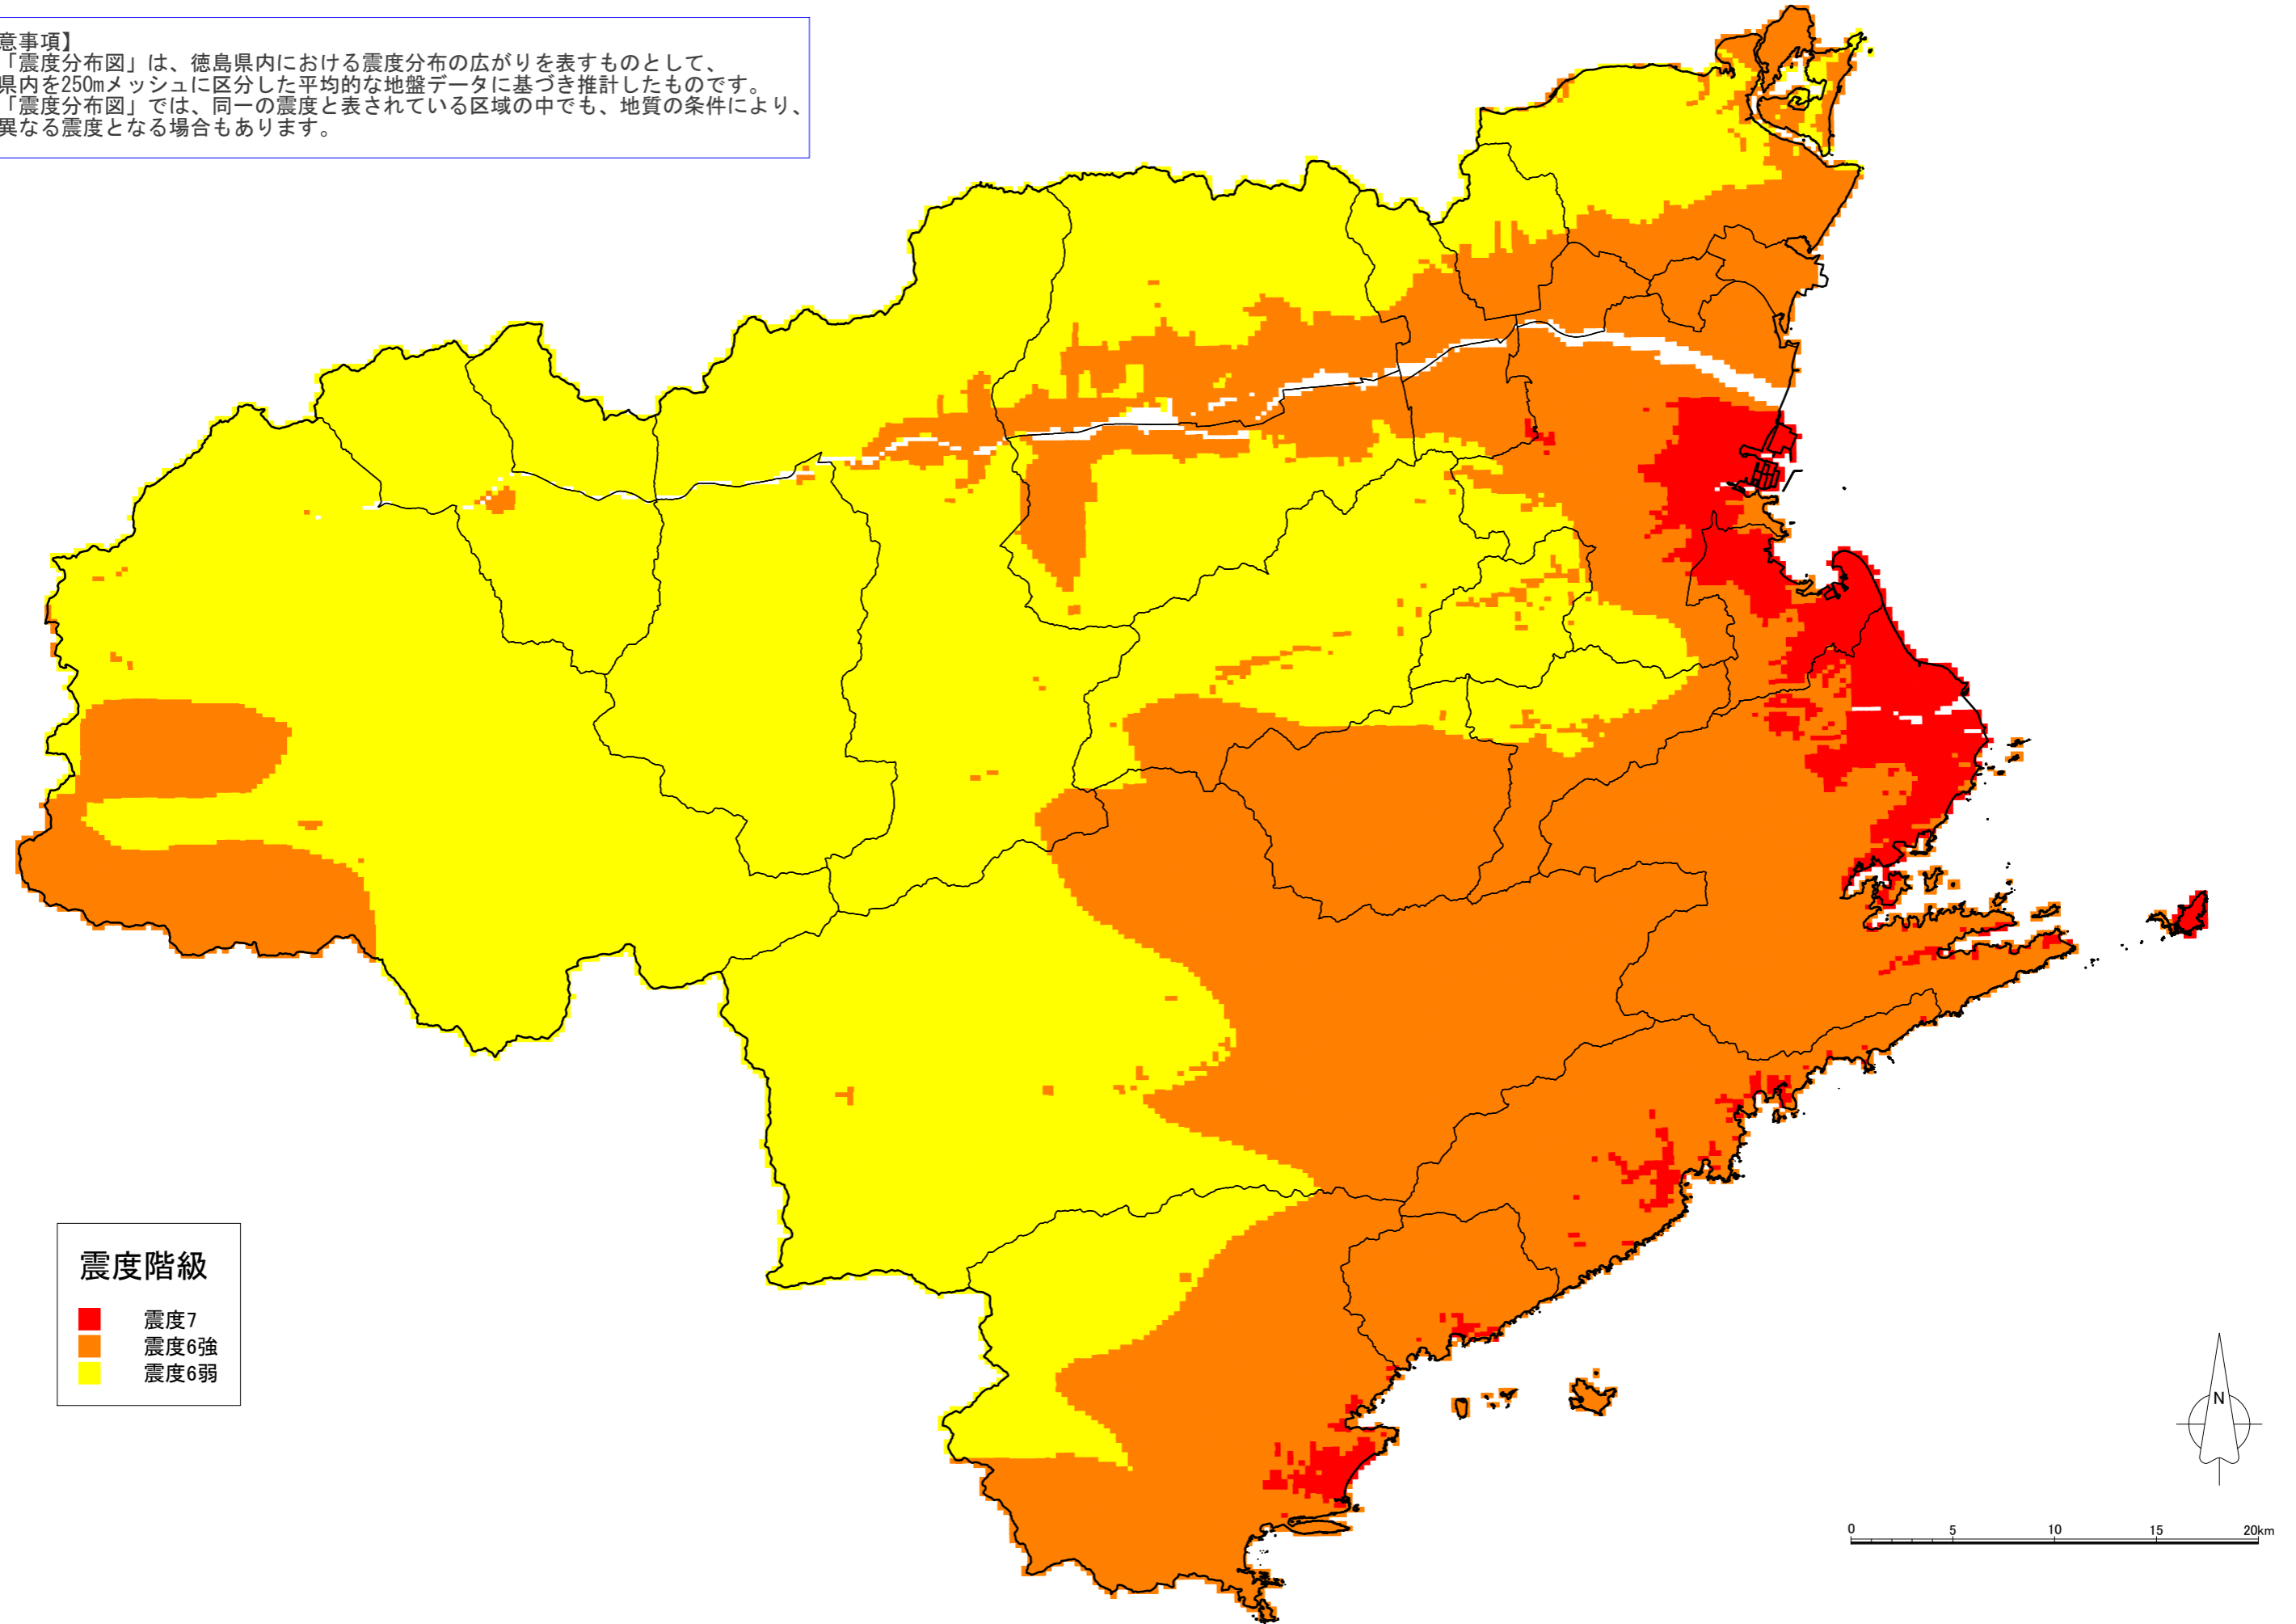 意事項】
「震度分布図」は、徳島県内における震度分布の広がりを表すものとして、
県内を250mメッシュに区分した平均的な地盤データに基づき推計したものです。
「震度分布図」では、同一の震度と表されている区域の中でも、地質の条件により、
異なる震度となる場合もあります。
震度階級
震度7
震度6強
震度6弱
N
0 5 10 15 20km